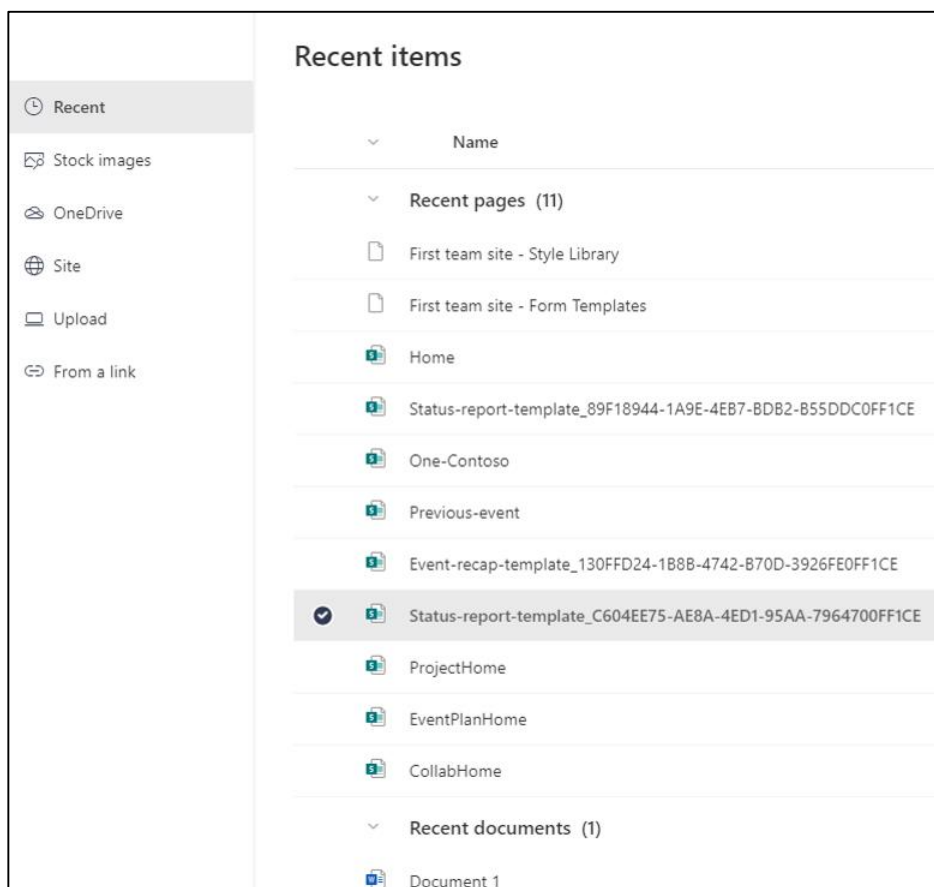 Recent items
Recent
Stock images
OneDrive
Site
Upload
From a link
Name
Recent pages (11)
First team site - Style Library
First team site - Form Templates
Home
Status-report-template_89F18944-1A9E-4EB7-BDB2-B55DDC0FF1CE
One-Contoso
Previous-event
Event-recap-template_130FFD24-1B8B-4742-B70D-3926FE0FF1CE
Status-report-template_C604EE75-AE8A-4ED1-95AA-7964700FF1CE
ProjectHome
EventPlanHome
CollabHome
Recent documents (1)
Document 1